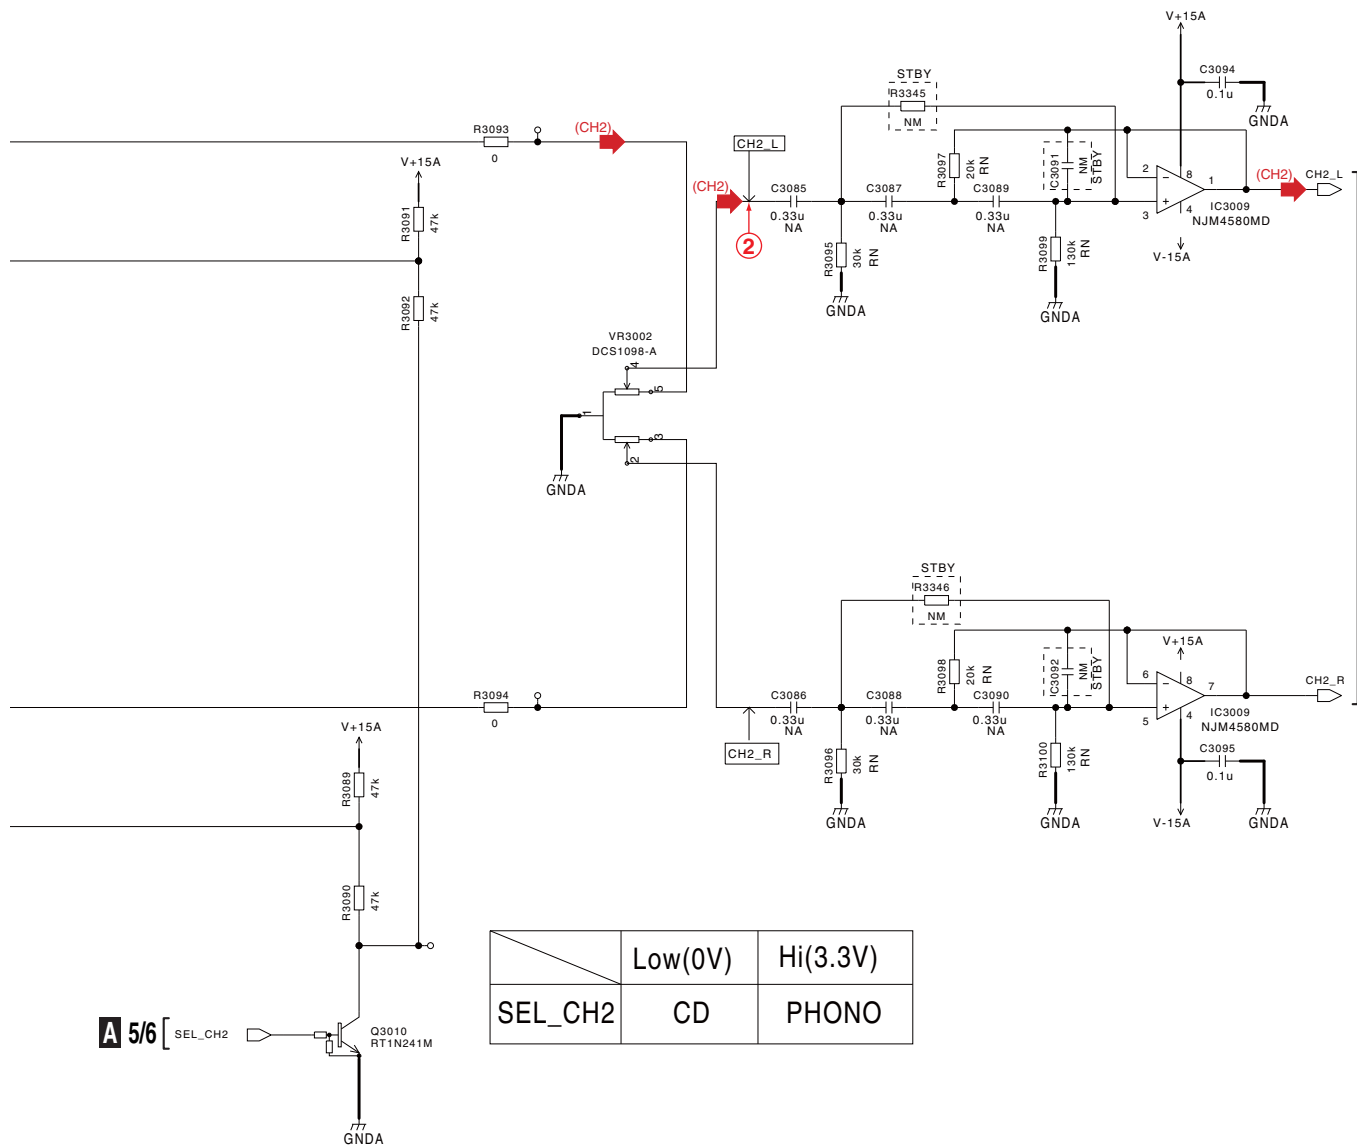 V+15A
STBY
C3094
0.1u
R3345
NM
GNDA
R3093
0
(CH2)
CH2_L
V+15A
R3091
47k
(CH2)
C3085
0.33u
NA
C3087
0.33u
NA
R3097
20k
RN
C3089
0.33u
NA
C3091
NM
STBY
2
3
8
4
1
IC3009
NJM4580MD
(CH2)
CH2_L
V-15A
2
R3095
30k
RN
GNDA
R3099
130k
RN
GNDA
R3092
47k
VR3002
DCS1098-A
4
5
1
3
2
GNDA
STBY
R3346
NM
R3094
0
C3086
0.33u
NA
C3088
0.33u
NA
R3098
20k
RN
C3090
0.33u
NA
C3092
NM
STBY
V+15A
6
5
8
4
7
IC3009
NJM4580MD
CH2_R
CH2_R
R3096
30k
RN
GNDA
R3100
130k
RN
GNDA
C3095
0.1u
V-15A
GNDA
V+15A
R3089
47k
R3090
47k
Low(0V) Hi(3.3V)
SEL_CH2 CD PHONO
A 5/6 SEL_CH2
Q3010
RT1N241M
GNDA